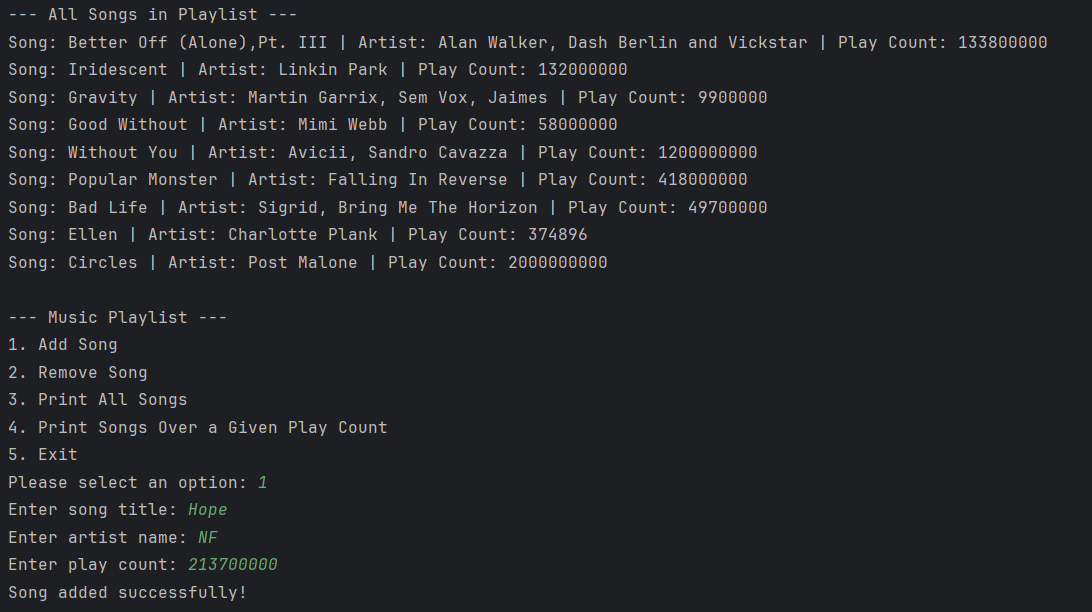 --- All Songs in Playlist ---
Song: Better Off (Alone),Pt. III | Artist: Alan Walker, Dash Berlin and Vickstar | Play Count: 133800000
Song: Iridescent | Artist: Linkin Park | Play Count: 132000000
Song: Gravity | Artist: Martin Garrix, Sem Vox, Jaimes | Play Count: 9900000
Song: Good Without | Artist: Mimi Webb | Play Count: 58000000
Song: Without You | Artist: Avicii, Sandro Cavazza | Play Count: 1200000000
Song: Popular Monster | Artist: Falling In Reverse | Play Count: 418000000
Song: Bad Life | Artist: Sigrid, Bring Me The Horizon | Play Count: 49700000
Song: Ellen | Artist: Charlotte Plank | Play Count: 374896
Song: Circles | Artist: Post Malone | Play Count: 2000000000

--- Music Playlist ---
1. Add Song
2. Remove Song
3. Print All Songs
4. Print Songs Over a Given Play Count
5. Exit
Please select an option: 1
Enter song title: Hope
Enter artist name: NF
Enter play count: 213700000
Song added successfully!